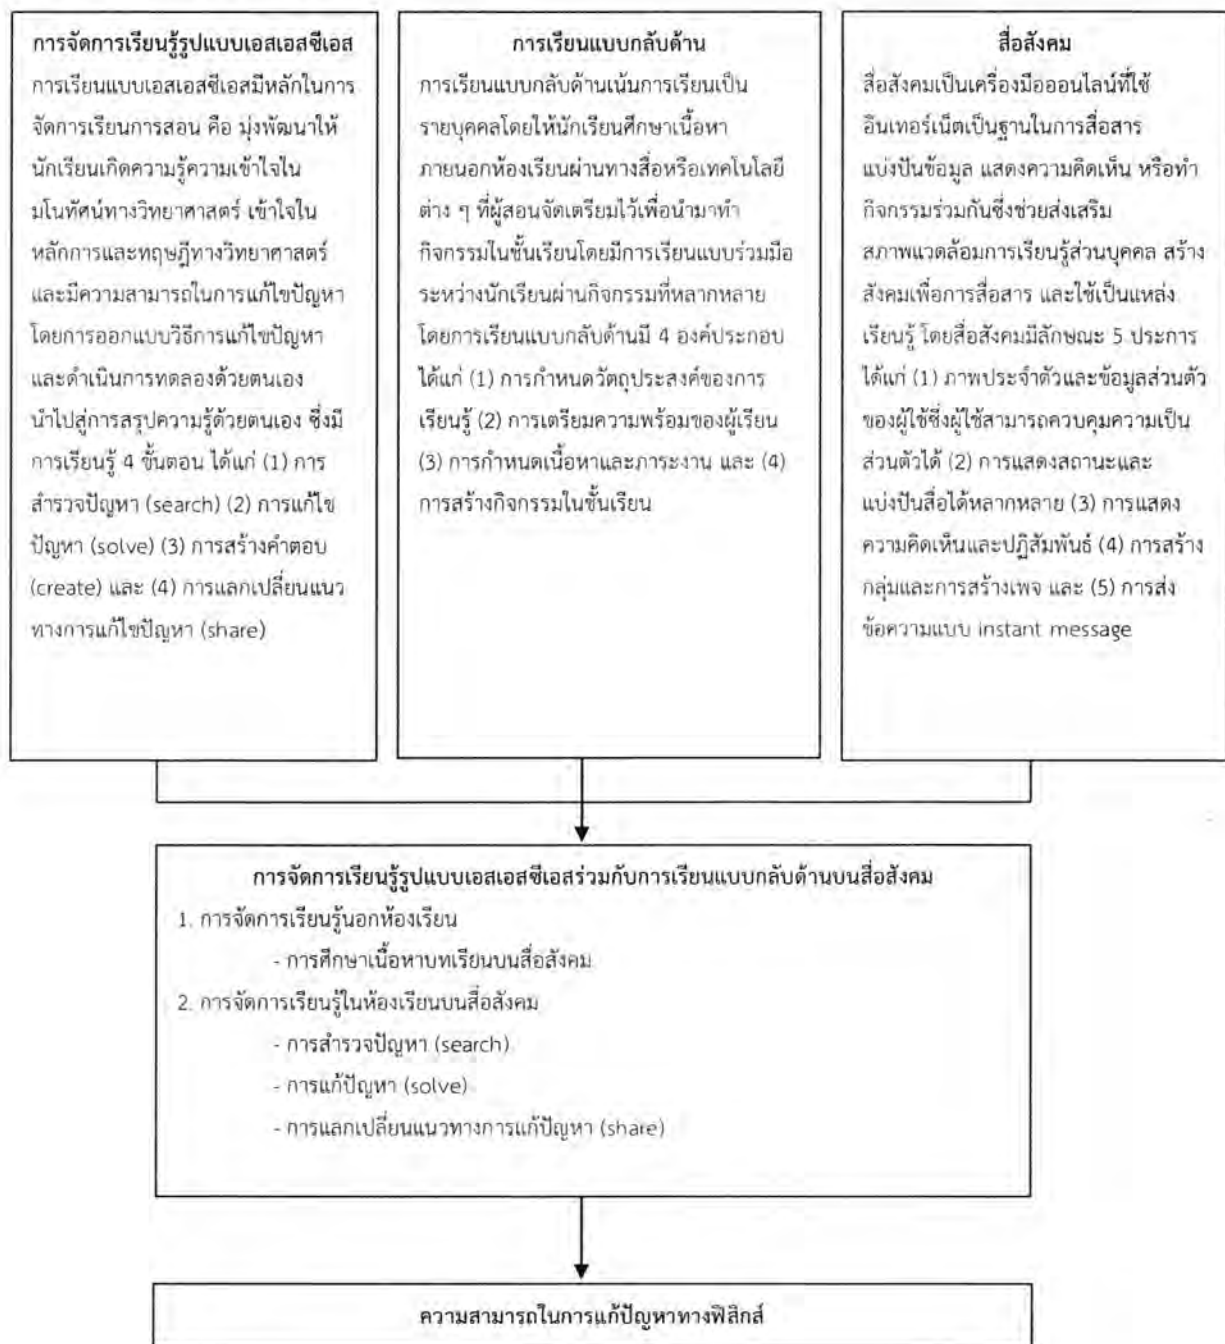 การจัดการเรียนรู้รูปแบบเอสเอสซีเอส
การเรียนแบบเอสเอสซีเอสมีหลักในการ
จัดการเรียนการสอน คือ มุ่งพัฒนาให้
นักเรียนเกิดความรู้ความเข้าใจใน
มโนทัศน์ทางวิทยาศาสตร์ เข้าใจใน
หลักการและทฤษฎีทางวิทยาศาสตร์
และมีความสามารถในการแก้ไขปัญหา
โดยการออกแบบวิธีการแก้ไขปัญหา
และดำเนินการทดลองด้วยตนเอง
นำไปสู่การสรุปความรู้ด้วยตนเอง ซึ่งมี
การเรียนรู้ 4 ขั้นตอน ได้แก่ (1) การ
สำรวจปัญหา (search) (2) การแก้ไข
ปัญหา (solve) (3) การสร้างคำตอบ
(create) และ (4) การแลกเปลี่ยนแนว
ทางการแก้ไขปัญหา (share)
การเรียนแบบกลับด้าน
การเรียนแบบกลับด้านเน้นการเรียนเป็น
รายบุคคลโดยให้นักเรียนศึกษาเนื้อหา
ภายนอกห้องเรียนผ่านทางสื่อหรือเทคโนโลยี
ต่าง ๆ ที่ผู้สอนจัดเตรียมไว้เพื่อนำมาทำ
กิจกรรมในชั้นเรียนโดยมีการเรียนแบบร่วมมือ
ระหว่างนักเรียนผ่านกิจกรรมที่หลากหลาย
โดยการเรียนแบบกลับด้านมี 4 องค์ประกอบ
ได้แก่ (1) การกำหนดวัตถุประสงค์ของการ
เรียนรู้ (2) การเตรียมความพร้อมของผู้เรียน
(3) การกำหนดเนื้อหาและภาระงาน และ (4)
การสร้างกิจกรรมในชั้นเรียน
สื่อสังคม
สื่อสังคมเป็นเครื่องมือออนไลน์ที่ใช้
อินเทอร์เน็ตเป็นฐานในการสื่อสาร
แบ่งปันข้อมูล แสดงความคิดเห็น หรือทำ
กิจกรรมร่วมกันซึ่งช่วยส่งเสริม
สภาพแวดล้อมการเรียนรู้ส่วนบุคคล สร้าง
สังคมเพื่อการสื่อสาร และใช้เป็นแหล่ง
เรียนรู้ โดยสื่อสังคมมีลักษณะ 5 ประการ
ได้แก่ (1) ภาพประจำตัวและข้อมูลส่วนตัว
ของผู้ใช้ซึ่งผู้ใช้สามารถควบคุมความเป็น
ส่วนตัวได้ (2) การแสดงสถานะและ
แบ่งปันสื่อได้หลากหลาย (3) การแสดง
ความคิดเห็นและปฏิสัมพันธ์ (4) การสร้าง
กลุ่มและการสร้างเพจ และ (5) การส่ง
ข้อความแบบ instant message
การจัดการเรียนรู้รูปแบบเอสเอสซีเอสร่วมกับการเรียนแบบกลับด้านบนสื่อสังคม
1. การจัดการเรียนรู้นอกห้องเรียน
- การศึกษาเนื้อหาบทเรียนบนสื่อสังคม
2. การจัดการเรียนรู้ในห้องเรียนบนสื่อสังคม
- การสำรวจปัญหา (search)
- การแก้ปัญหา (solve)
- การแลกเปลี่ยนแนวทางการแก้ปัญหา (share)
ความสามารถในการแก้ปัญหาทางฟิสิกส์